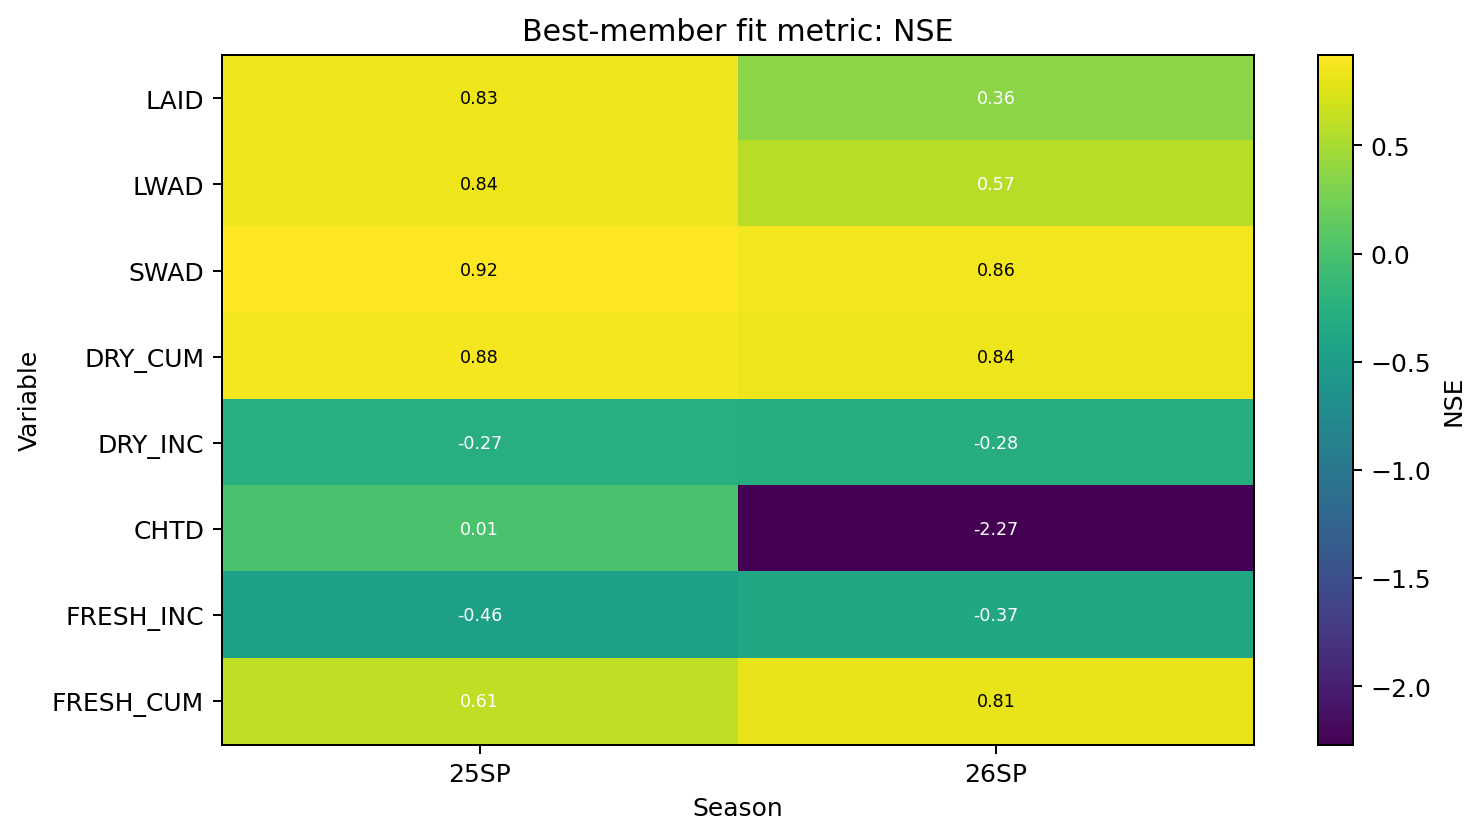 Best-member fit metric: NSE
LAID 0.83 0.36
LWAD 0.84 0.57
SWAD 0.92 0.86
DRY_CUM 0.88 0.84
DRY_INC -0.27 -0.28
CHTD 0.01 -2.27
FRESH_INC -0.46 -0.37
FRESH_CUM 0.61 0.81
25SP 26SP
Season
Variable
0.5
0.0
−0.5
−1.0
−1.5
−2.0
NSE